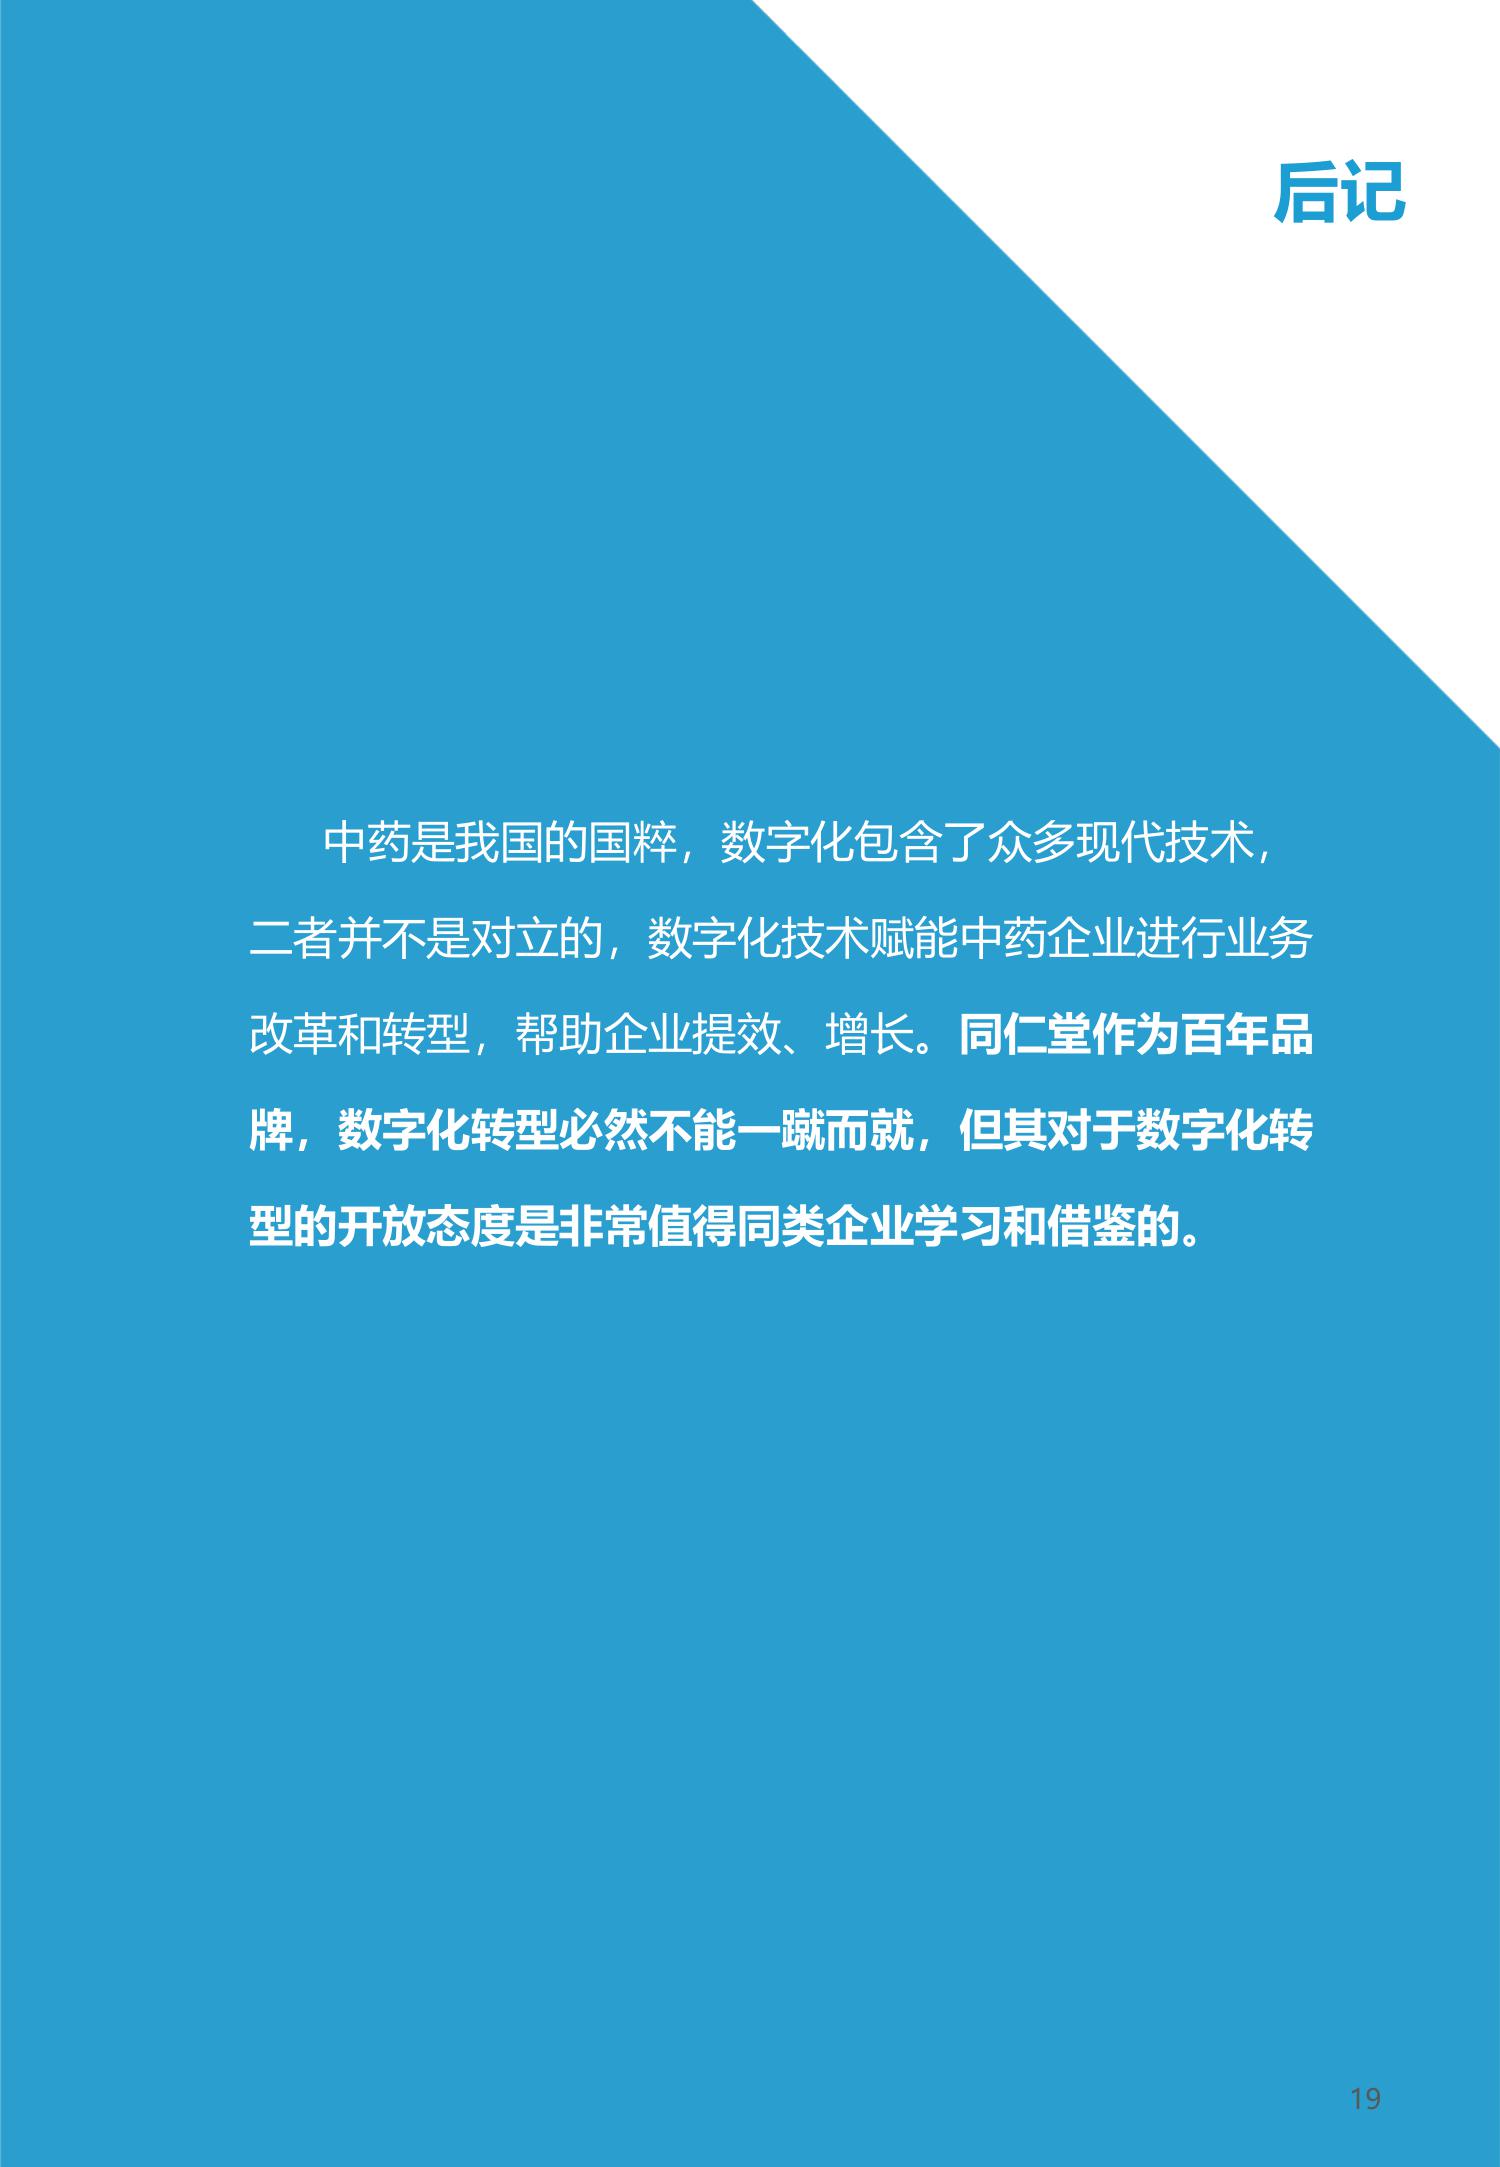 后记
中药是我国的国粹，数字化包含了众多现代技术，
二者并不是对立的，数字化技术赋能中药企业进行业务
改革和转型，帮助企业提效、增长。同仁堂作为百年品
牌，数字化转型必然不能一蹴而就，但其对于数字化转
型的开放态度是非常值得同类企业学习和借鉴的。
19